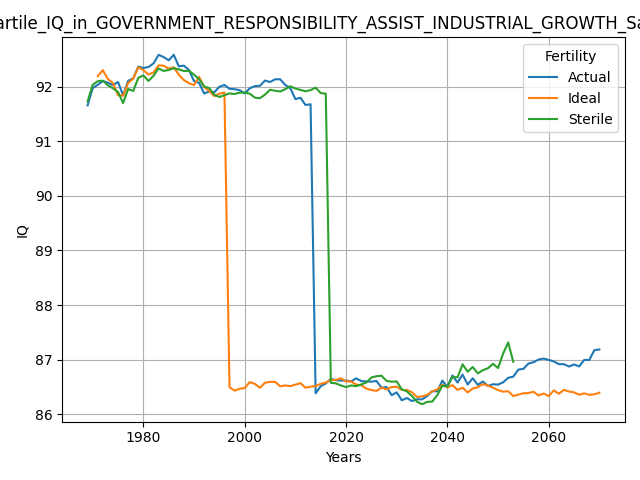 artile_IQ_in_GOVERNMENT_RESPONSIBILITY_ASSIST_INDUSTRIAL_GROWTH_Sa
Fertility
Actual
Ideal
Sterile
IQ
92
91
90
89
88
87
86
1980
2000
2020
2040
2060
Years